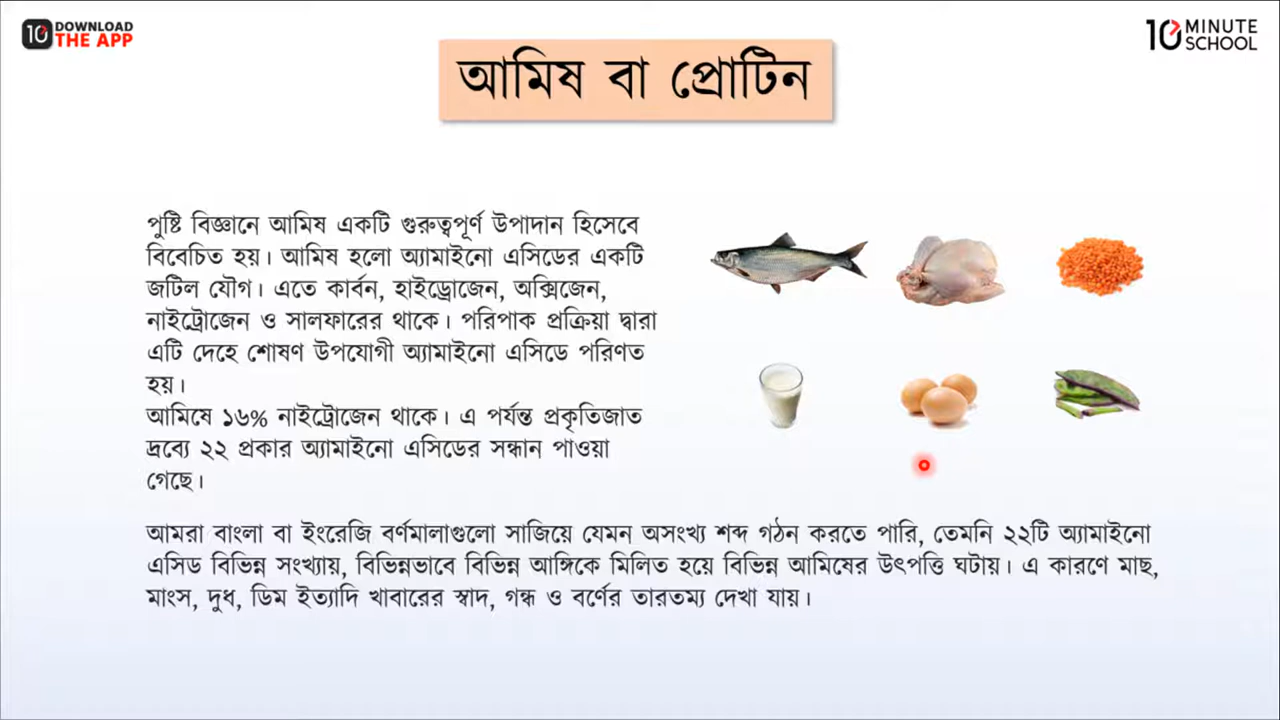 10 DOWNLOAD
THE APP
10 MINUTE
SCHOOL
আমিষ বা প্রোটিন
পুষ্টি বিজ্ঞানে আমিষ একটি গুরুত্বপূর্ণ উপাদান হিসেবে
বিবেচিত হয়। আমিষ হলো অ্যামাইনো এসিডের একটি
জটিল যৌগ। এতে কার্বন, হাইড্রোজেন, অক্সিজেন,
নাইট্রোজেন ও সালফারের থাকে। পরিপাক প্রক্রিয়া দ্বারা
এটি দেহে শোষণ উপযোগী অ্যামাইনো এসিডে পরিণত
হয়।
আমিষে ১৬% নাইট্রোজেন থাকে। এ পর্যন্ত প্রকৃতিজাত
দ্রব্যে ২২ প্রকার অ্যামাইনো এসিডের সন্ধান পাওয়া
গেছে।
আমরা বাংলা বা ইংরেজি বর্ণমালাগুলো সাজিয়ে যেমন অসংখ্য শব্দ গঠন করতে পারি, তেমনি ২২টি অ্যামাইনো
এসিড বিভিন্ন সংখ্যায়, বিভিন্নভাবে বিভিন্ন আঙ্গিকে মিলিত হয়ে বিভিন্ন আমিষের উৎপত্তি ঘটায়। এ কারণে মাছ,
মাংস, দুধ, ডিম ইত্যাদি খাবারের স্বাদ, গন্ধ ও বর্ণের তারতম্য দেখা যায়।